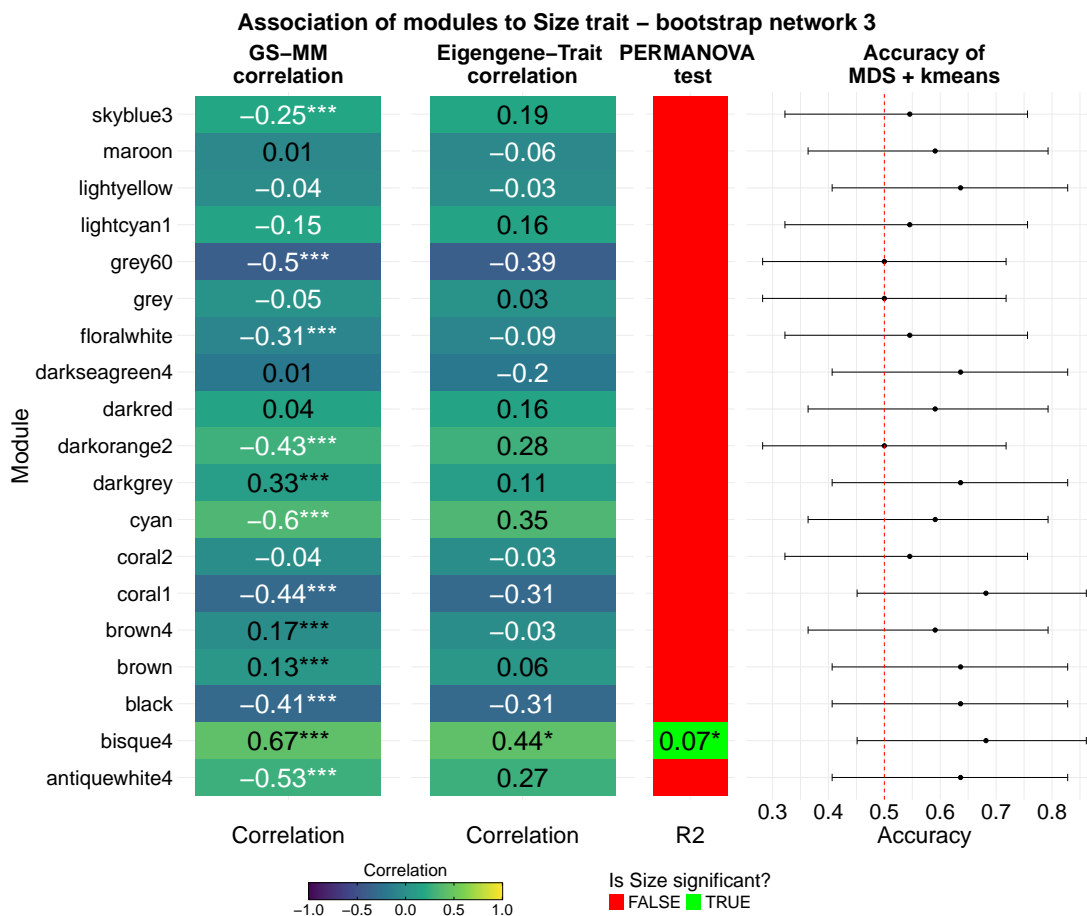 Association of modules to Size trait – bootstrap network 3
GS−MM correlation
Eigengene−Trait correlation
PERMANOVA test
Accuracy of MDS + kmeans
Module
skyblue3 −0.25*** 0.19
maroon 0.01 −0.06
lightyellow −0.04 −0.03
lightcyan1 −0.15 0.16
grey60 −0.5*** −0.39
grey −0.05 0.03
floralwhite −0.31*** −0.09
darkseagreen4 0.01 −0.2
darkred 0.04 0.16
darkorange2 −0.43*** 0.28
darkgrey 0.33*** 0.11
cyan −0.6*** 0.35
coral2 −0.04 −0.03
coral1 −0.44*** −0.31
brown4 0.17*** −0.03
brown 0.13*** 0.06
black −0.41*** −0.31
bisque4 0.67*** 0.44* 0.07*
antiquewhite4 −0.53*** 0.27
0.3 0.4 0.5 0.6 0.7 0.8
Correlation Correlation R2 Accuracy
Correlation
−1.0 −0.5 0.0 0.5 1.0
Is Size significant?
FALSE TRUE